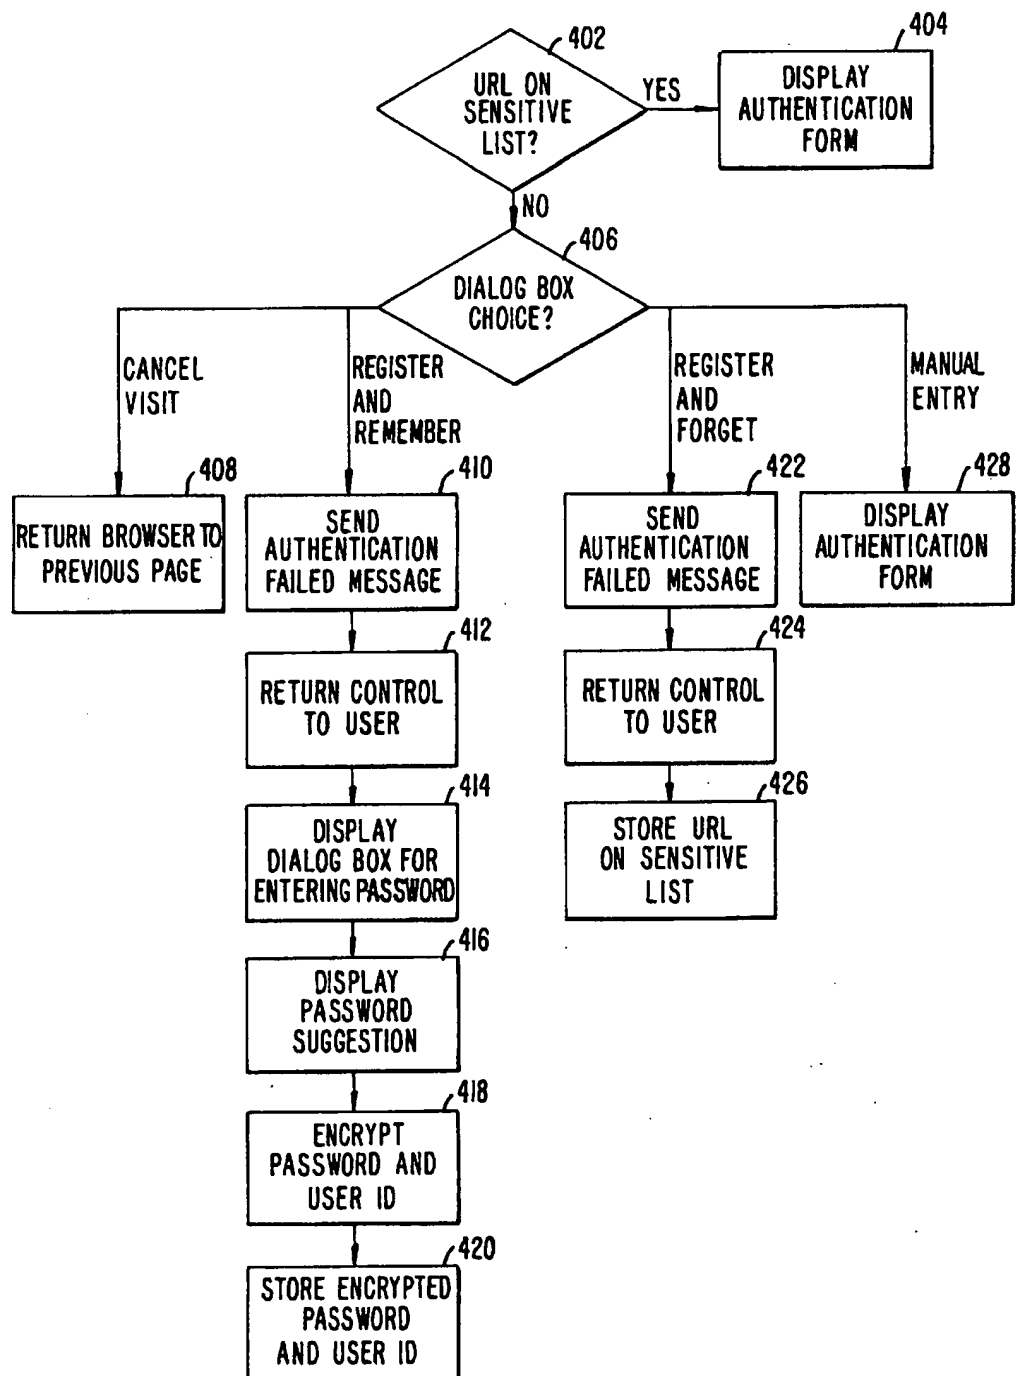 402
URL ON
SENSITIVE
LIST?
YES
404
DISPLAY
AUTHENTICATION
FORM
NO
406
DIALOG BOX
CHOICE?
CANCEL
VISIT
REGISTER
AND
REMEMBER
REGISTER
AND
FORGET
MANUAL
ENTRY
408
RETURN BROWSER TO
PREVIOUS PAGE
410
SEND
AUTHENTICATION
FAILED MESSAGE
422
SEND
AUTHENTICATION
FAILED MESSAGE
428
DISPLAY
AUTHENTICATION
FORM
412
RETURN CONTROL
TO USER
424
RETURN CONTROL
TO USER
414
DISPLAY
DIALOG BOX FOR
ENTERING PASSWORD
426
STORE URL
ON SENSITIVE
LIST
416
DISPLAY
PASSWORD
SUGGESTION
418
ENCRYPT
PASSWORD AND
USER ID
420
STORE ENCRYPTED
PASSWORD
AND USER ID